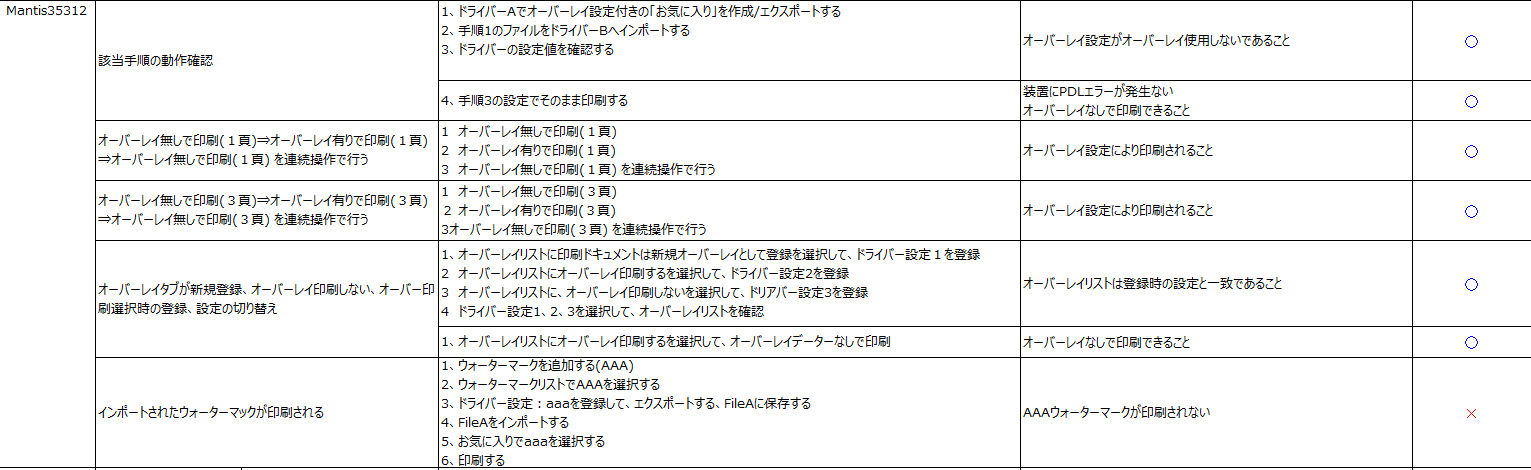 Mantis35312
該当手順の動作確認
1、ドライバーAでオーバーレイ設定付きの「お気に入り」を作成/エクスポートする
2、手順1のファイルをドライバーBへインポートする
3、ドライバーの設定値を確認する
オーバーレイ設定がオーバーレイ使用しないであること
○
4、手順3の設定でそのまま印刷する
装置にPDLエラーが発生ない
オーバーレイなしで印刷できること
○
オーバーレイ無しで印刷(１頁)⇒オーバーレイ有りで印刷(１頁)
⇒オーバーレイ無しで印刷(１頁) を連続操作で行う
1 オーバーレイ無しで印刷(１頁)
2 オーバーレイ有りで印刷(１頁)
3 オーバーレイ無しで印刷(１頁) を連続操作で行う
オーバーレイ設定により印刷されること
○
オーバーレイ無しで印刷(３頁)⇒オーバーレイ有りで印刷(３頁)
⇒オーバーレイ無しで印刷(３頁) を連続操作で行う
1 オーバーレイ無しで印刷(３頁)
2 オーバーレイ有りで印刷(３頁)
3オーバーレイ無しで印刷(３頁) を連続操作で行う
オーバーレイ設定により印刷されること
○
オーバーレイタブが新規登録、オーバーレイ印刷しない、オーバー印
刷選択時の登録、設定の切り替え
1、オーバーレイリストに印刷ドキュメントは新規オーバーレイとして登録を選択して、ドライバー設定１を登録
2 オーバーレイリストにオーバーレイ印刷するを選択して、ドライバー設定2を登録
3 オーバーレイリストに、オーバーレイ印刷しないを選択して、ドリアバー設定3を登録
4 ドライバー設定1、2、3を選択して、オーバーレイリストを確認
オーバーレイリストは登録時の設定と一致であること
○
1、オーバーレイリストにオーバーレイ印刷するを選択して、オーバーレイデーターなしで印刷
オーバーレイなしで印刷できること
○
インポートされたウォーターマックが印刷される
1、ウォーターマークを追加する(AAA)
2、ウォーターマークリストでAAAを選択する
3、ドライバー設定：aaaを登録して、エクスポートする、FileAに保存する
4、FileAをインポートする
5、お気に入りでaaaを選択する
6、印刷する
AAAウォーターマークが印刷されない
×